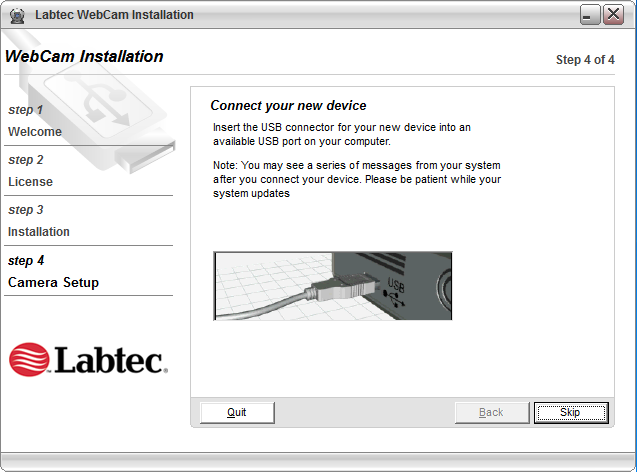 Labtec WebCam Installation
WebCam Installation
Step 4 of 4
step 1
Welcome
step 2
License
step 3
Installation
step 4
Camera Setup
Labtec.
Connect your new device
Insert the USB connector for your new device into an
available USB port on your computer.
Note: You may see a series of messages from your system
after you connect your device. Please be patient while your
system updates
USB
Quit
Back
Skip